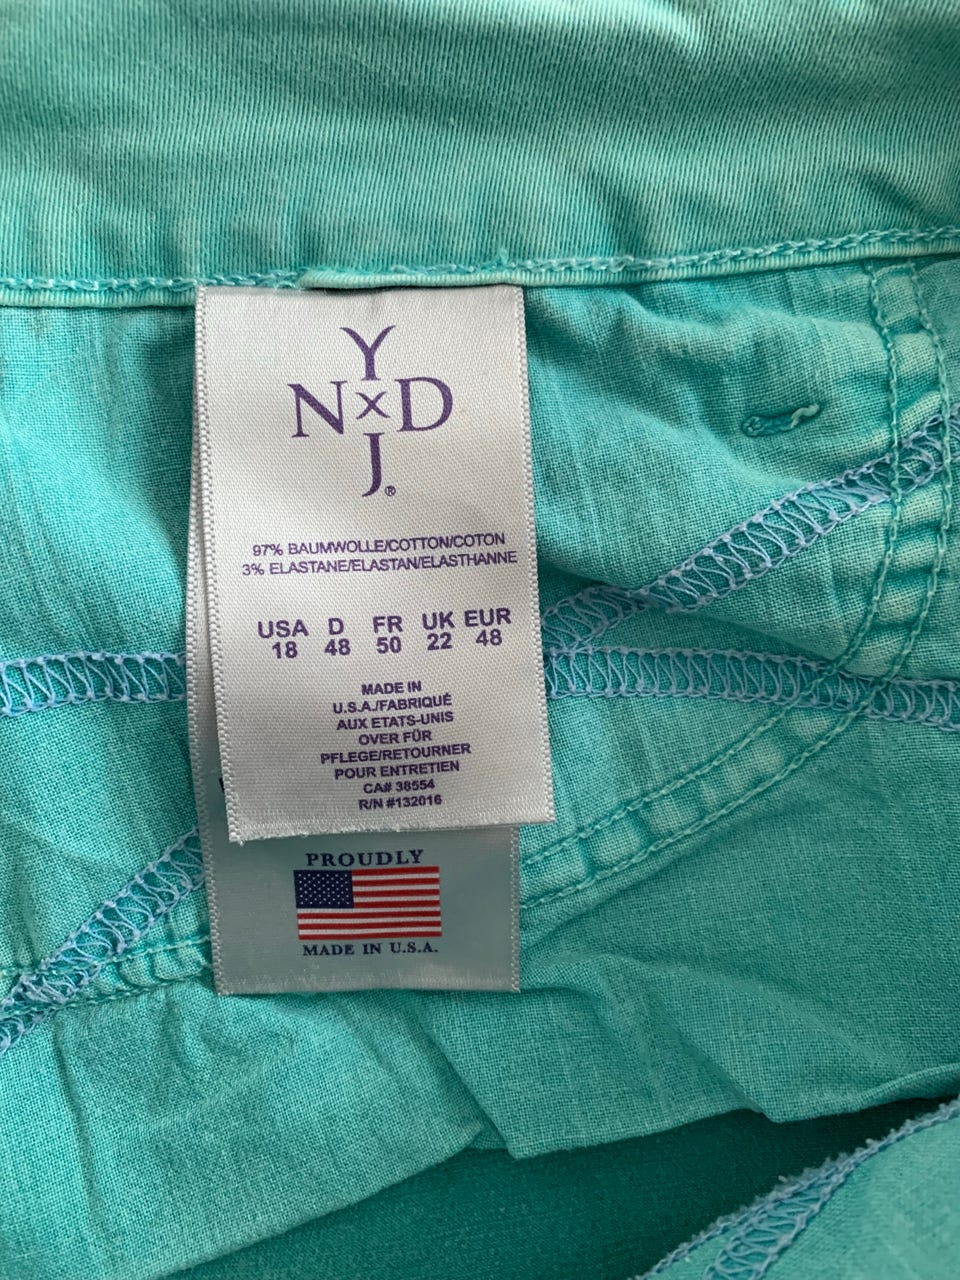 Y
N X D
J®
97% BAUMWOLLE/COTTON/COTON
3% ELASTANE/ELASTAN/ELASTHANNE
USA D FR UK EUR
18 48 50 22 48
MADE IN
U.S.A./FABRIQUÉ
AUX ETATS-UNIS
OVER FÜR
PFLEGE/RETOURNER
POUR ENTRETIEN
CA# 38554
R/N #132016
PROUDLY
MADE IN U.S.A.